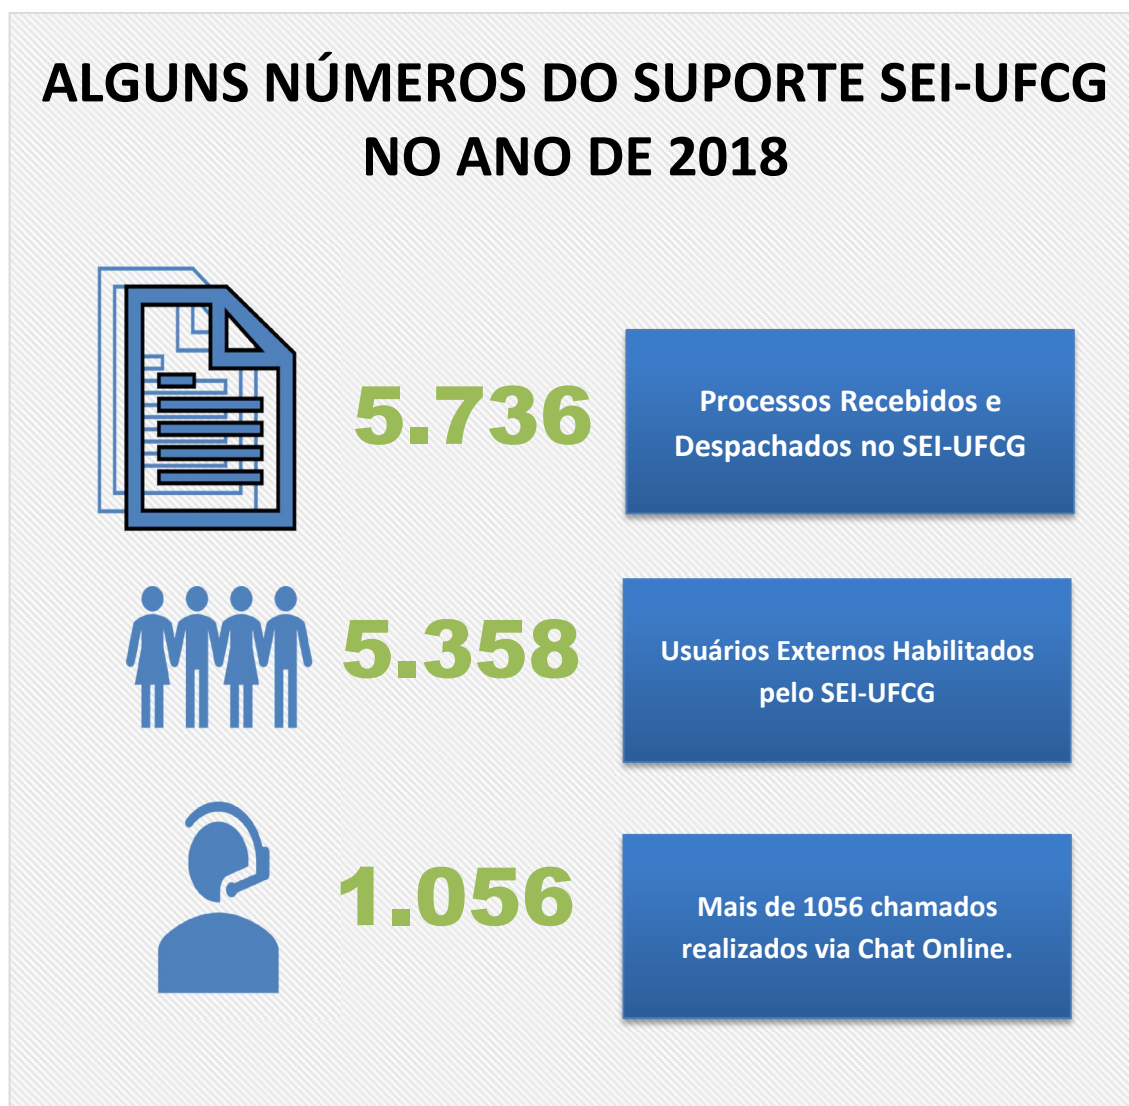 ALGUNS NÚMEROS DO SUPORTE SEI-UFCG
NO ANO DE 2018
5.736
Processos Recebidos e
Despachados no SEI-UFCG
5.358
Usuários Externos Habilitados
pelo SEI-UFCG
1.056
Mais de 1056 chamados
realizados via Chat Online.